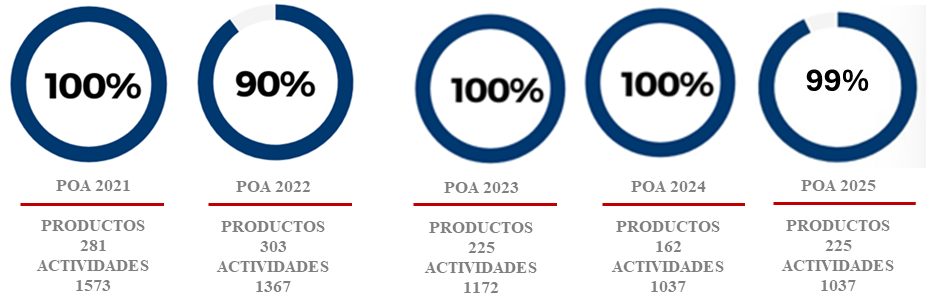 100%
POA 2021
PRODUCTOS
281
ACTIVIDADES
1573
90%
POA 2022
PRODUCTOS
303
ACTIVIDADES
1367
100%
POA 2023
PRODUCTOS
225
ACTIVIDADES
1172
100%
POA 2024
PRODUCTOS
162
ACTIVIDADES
1037
99%
POA 2025
PRODUCTOS
225
ACTIVIDADES
1037